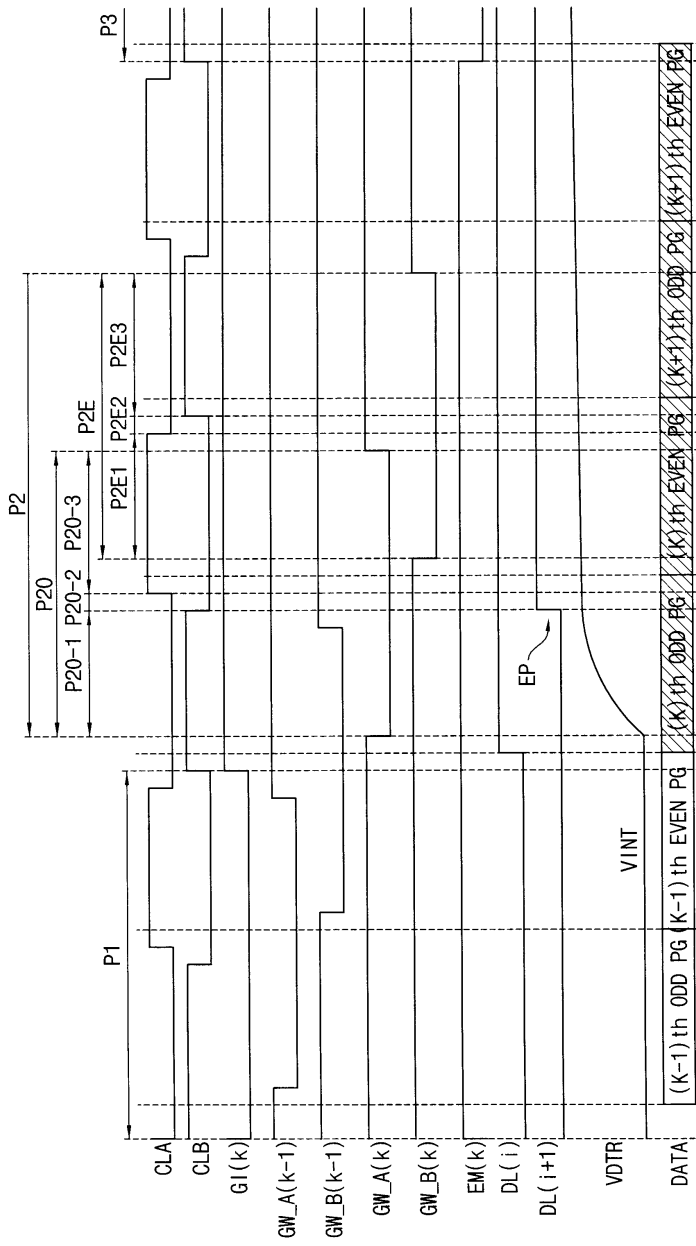 P1
P2
P3
P20
P2E
P20-1
P20-2
P20-3
P2E1
P2E2
P2E3
CLA
CLB
GI(k)
GW_A(k-1)
GW_B(k-1)
GW_A(k)
GW_B(k)
EM(k)
DL(i)
DL(i+1)
EP
VDTR
VINT
DATA
(K-1)th ODD PG
(K-1)th EVEN PG
(K)th ODD PG
(K)th EVEN PG
(K+1)th ODD PG
(K+1)th EVEN PG